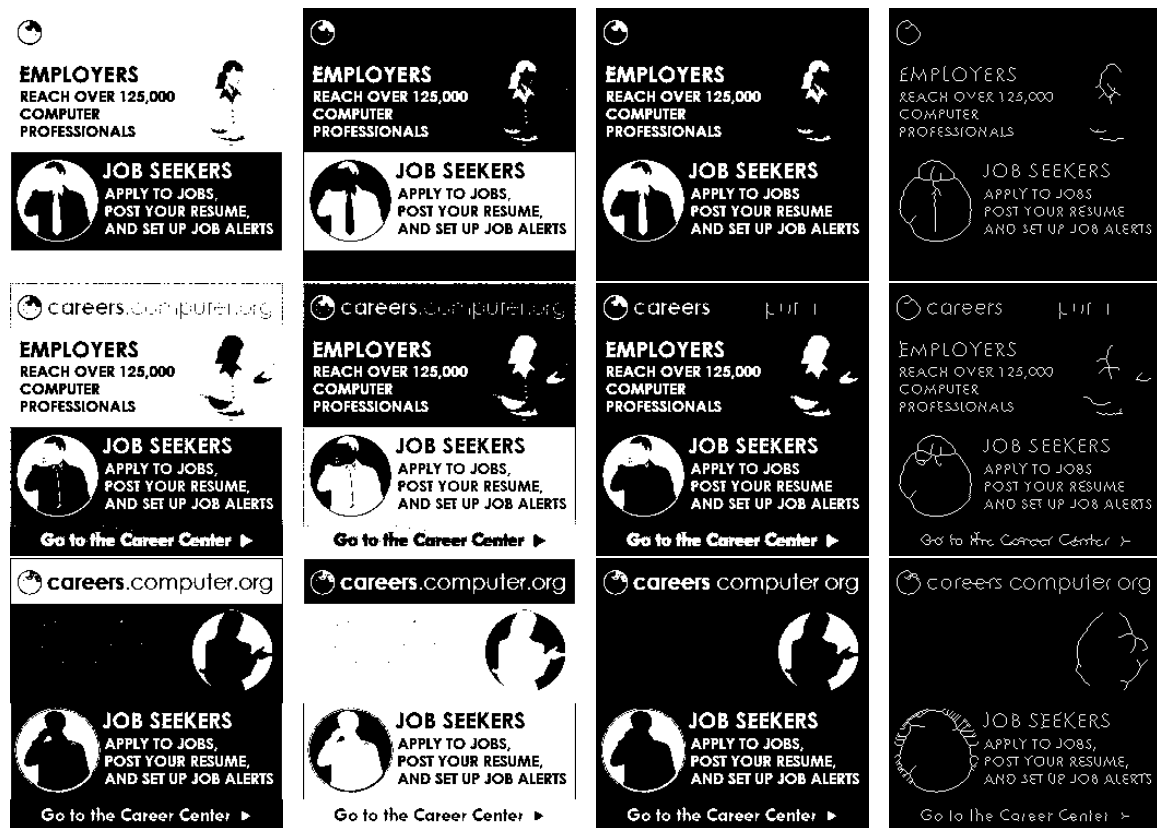 EMPLOYERS
REACH OVER 125,000
COMPUTER
PROFESSIONALS
JOB SEEKERS
APPLY TO JOBS,
POST YOUR RESUME,
AND SET UP JOB ALERTS
EMPLOYERS
REACH OVER 125,000
COMPUTER
PROFESSIONALS
JOB SEEKERS
APPLY TO JOBS,
POST YOUR RESUME,
AND SET UP JOB ALERTS
EMPLOYERS
REACH OVER 125,000
COMPUTER
PROFESSIONALS
JOB SEEKERS
APPLY TO JOBS
POST YOUR RESUME
AND SET UP JOB ALERTS
EMPLOYERS
REACH OVER 125,000
COMPUTER
PROFESSIONALS
JOB SEEKERS
APPLY TO JOBS
POST YOUR RESUME
AND SET UP JOB ALERTS
careers.computer.org
EMPLOYERS
REACH OVER 125,000
COMPUTER
PROFESSIONALS
JOB SEEKERS
APPLY TO JOBS,
POST YOUR RESUME,
AND SET UP JOB ALERTS
Go to the Career Center
careers.computer.org
EMPLOYERS
REACH OVER 125,000
COMPUTER
PROFESSIONALS
JOB SEEKERS
APPLY TO JOBS,
POST YOUR RESUME,
AND SET UP JOB ALERTS
Go to the Career Center
careers
EMPLOYERS
REACH OVER 125,000
COMPUTER
PROFESSIONALS
JOB SEEKERS
APPLY TO JOBS
POST YOUR RESUME
AND SET UP JOB ALERTS
Go to the Career Center
careers
EMPLOYERS
REACH OVER 125,000
COMPUTER
PROFESSIONALS
JOB SEEKERS
APPLY TO JOBS
POST YOUR RESUME
AND SET UP JOB ALERTS
Go to the Career Center
careers.computer.org
JOB SEEKERS
APPLY TO JOBS,
POST YOUR RESUME,
AND SET UP JOB ALERTS
Go to the Career Center
careers.computer.org
JOB SEEKERS
APPLY TO JOBS,
POST YOUR RESUME,
AND SET UP JOB ALERTS
Go to the Career Center
careers computer org
JOB SEEKERS
APPLY TO JOBS,
POST YOUR RESUME,
AND SET UP JOB ALERTS
Go to the Career Center
careers computer org
JOB SEEKERS
APPLY TO JOBS,
POST YOUR RESUME,
AND SET UP JOB ALERTS
Go to the Career Center